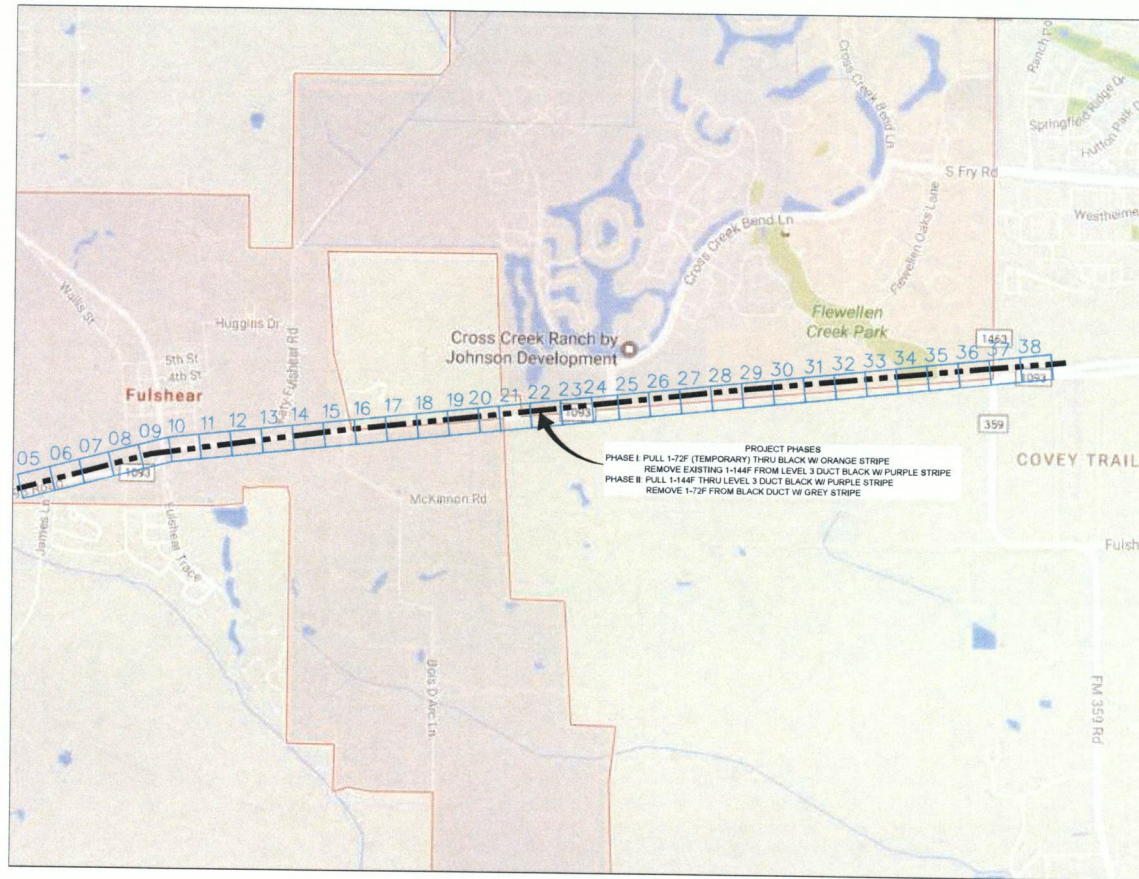 Ranch Po
Springfield Ridge D
Hutton Park D
Cross Creek Bend Ln
S Fry Rd
Westheime
Cross Creek Bend Ln
Flewellen Oaks Lane
Wallis St
Huggins Dr
Katy-Fulshear Rd
Flewellen
Creek Park
Cross Creek Ranch by
Johnson Development
5th St
4th St
Fulshear
1463
05 06 07 08 09 10 11 12 13 14 15 16 17 18 19 20 21 22 23 24 25 26 27 28 29 30 31 32 33 34 35 36 37 38
1093
1093
1093
359
PROJECT PHASES
PHASE I: PULL 1-72F (TEMPORARY) THRU BLACK W/ ORANGE STRIPE
REMOVE EXISTING 1-144F FROM LEVEL 3 DUCT BLACK W/ PURPLE STRIPE
PHASE II: PULL 1-144F THRU LEVEL 3 DUCT BLACK W/ PURPLE STRIPE
REMOVE 1-72F FROM BLACK DUCT W/ GREY STRIPE
COVEY TRAIL
McKinnon Rd
James Ln
Fulshear Trace
Fulsh
Bois D Arc Ln
FM 359 Rd